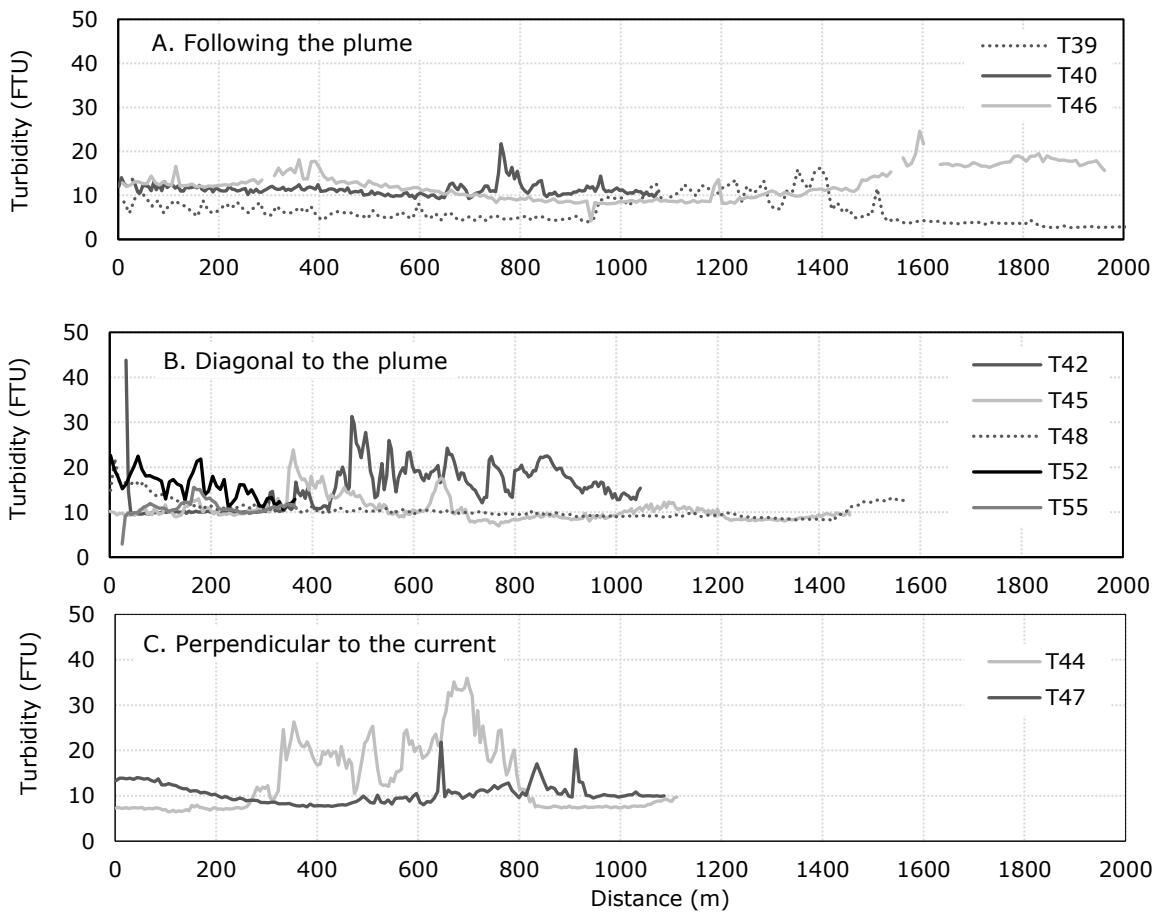 A. Following the plume
T39
T40
T46
Turbidity (FTU)
50
40
30
20
10
0
0 200 400 600 800 1000 1200 1400 1600 1800 2000
B. Diagonal to the plume
T42
T45
T48
T52
T55
Turbidity (FTU)
50
40
30
20
10
0
0 200 400 600 800 1000 1200 1400 1600 1800 2000
C. Perpendicular to the current
T44
T47
Turbidity (FTU)
50
40
30
20
10
0
0 200 400 600 800 1000 1200 1400 1600 1800 2000
Distance (m)